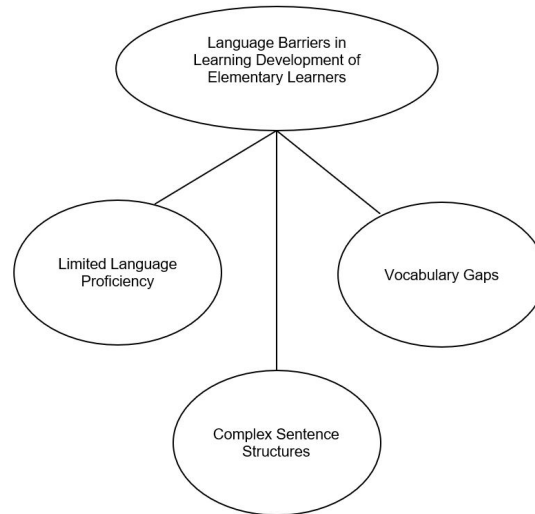 Language Barriers in
Learning Development of
Elementary Learners
Limited Language
Proficiency
Vocabulary Gaps
Complex Sentence
Structures